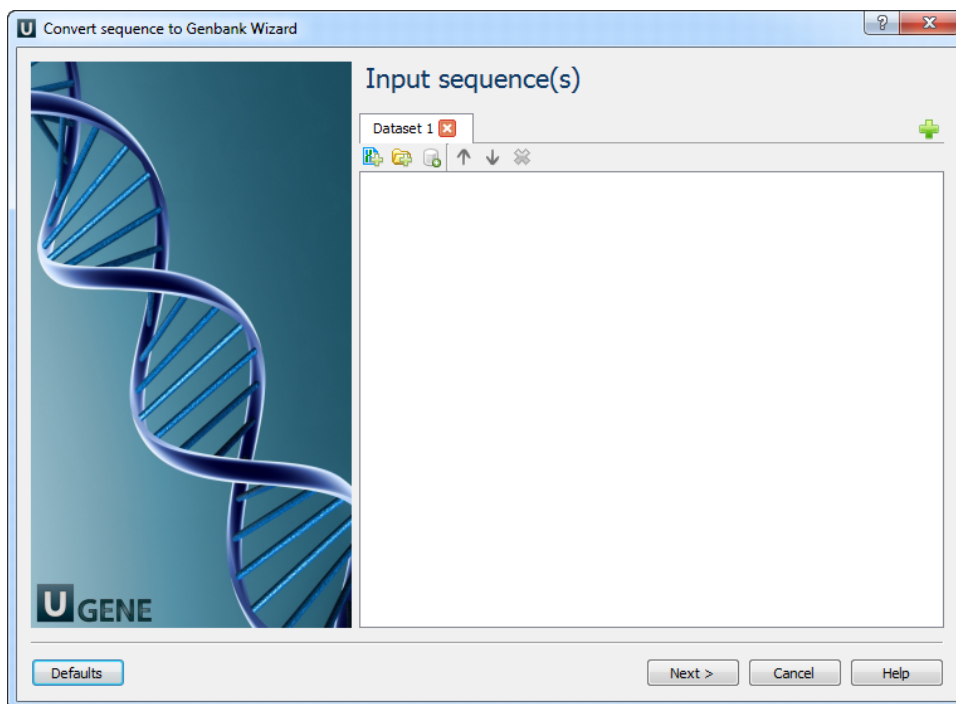 U Convert sequence to Genbank Wizard
?
X
Input sequence(s)
Dataset 1
U GENE
Defaults
Next >
Cancel
Help